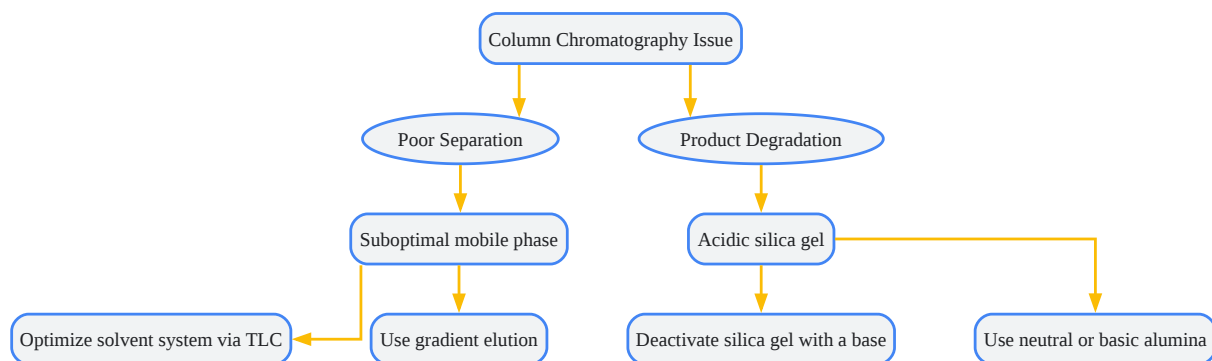 Column Chromatography Issue
Poor Separation
Product Degradation
Suboptimal mobile phase
Acidic silica gel
Optimize solvent system via TLC
Use gradient elution
Deactivate silica gel with a base
Use neutral or basic alumina